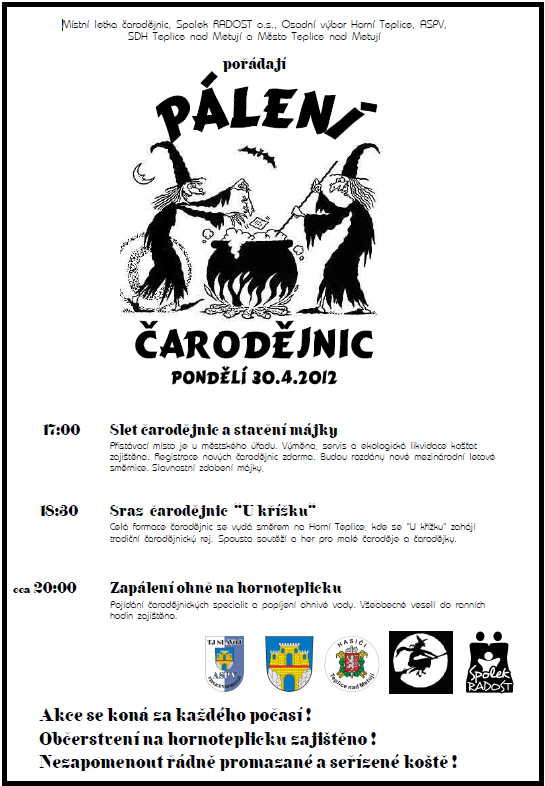 Místní letka čarodějnic, Spolek RADOST o.s., Osadní výbor Horní Teplice, ASPV,
SDH Teplice nad Metují a Město Teplice nad Metují
pořádají
PÁLENÍ
ČARODĚJNIC
PONDĚLÍ 30.4.2012
17:00 Slet čarodějnic a stavění májky
Přistávací místo je u městského úřadu. Výměna, servis a ekologická likvidace košťat
zajištěna. Registrace nových čarodějnic zdarma. Budou rozdány nové mezinárodní letové
směrnice. Slavnostní zdobení májky.
18:30 Sraz čarodějnic "U křížku"
Celá formace čarodějnic se vydá směrem na Horní Teplice, kde se "U křížku" zahájí
tradiční čarodějnický rej. Spousta soutěží a her pro malé čaroděje a čarodějky.
cca 20:00 Zapálení ohně na hornoteplicku
Pojídání čarodějnických specialit a popíjení ohnivé vody. Všeobecné veselí do ranních
hodin zajištěno.
ASPV
HASIČI
Teplice nad Metují
Spolek
RADOST
Akce se koná za každého počasí !
Občerstvení na hornoteplicku zajištěno !
Nezapomenout řádně promazané a seřízené koště !